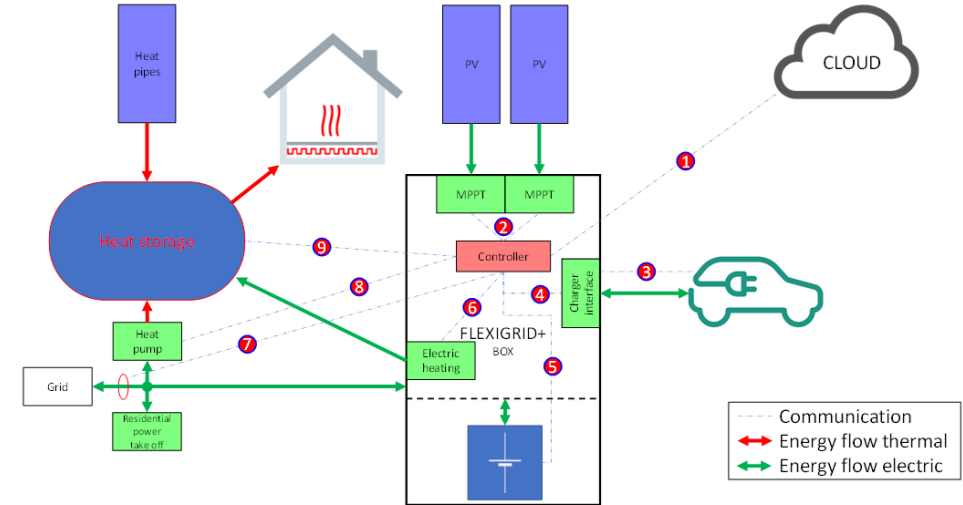 Heat
pipes
PV
PV
CLOUD
1
MPPT
MPPT
2
Heat storage
9
Controller
3
8
Charger
interface
4
6
FLEXIGRID+
BOX
Heat
pump
7
Electric
heating
5
Grid
Residential
power
take off
Communication
Energy flow thermal
Energy flow electric